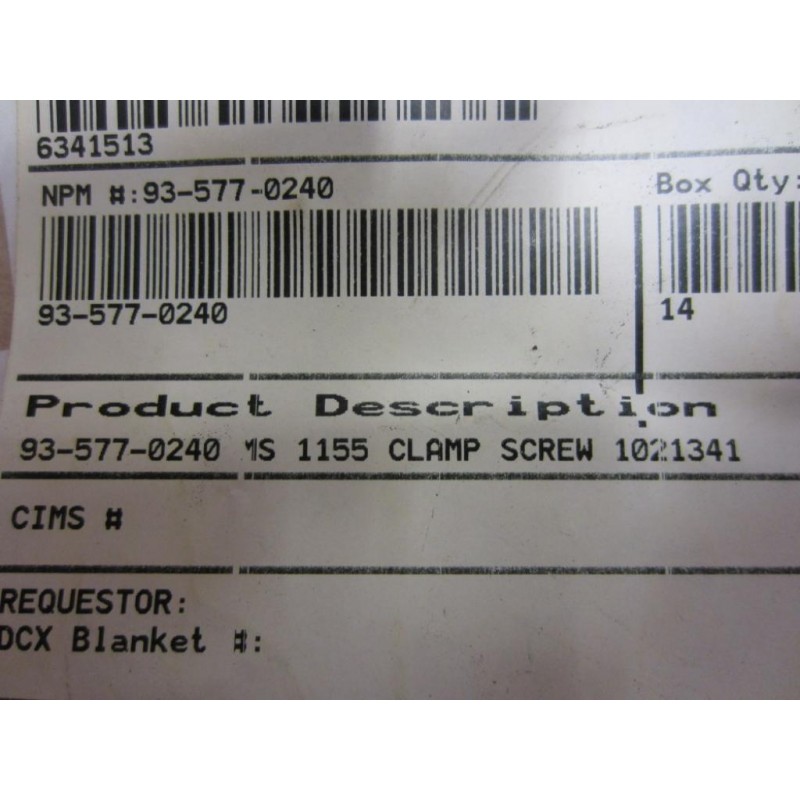 6341513
NPM #:93-577-0240
Box Qty:
93-577-0240
14
Product Description
93-577-0240 MS 1155 CLAMP SCREW 1021341
CIMS #
REQUESTOR:
DCX Blanket #: